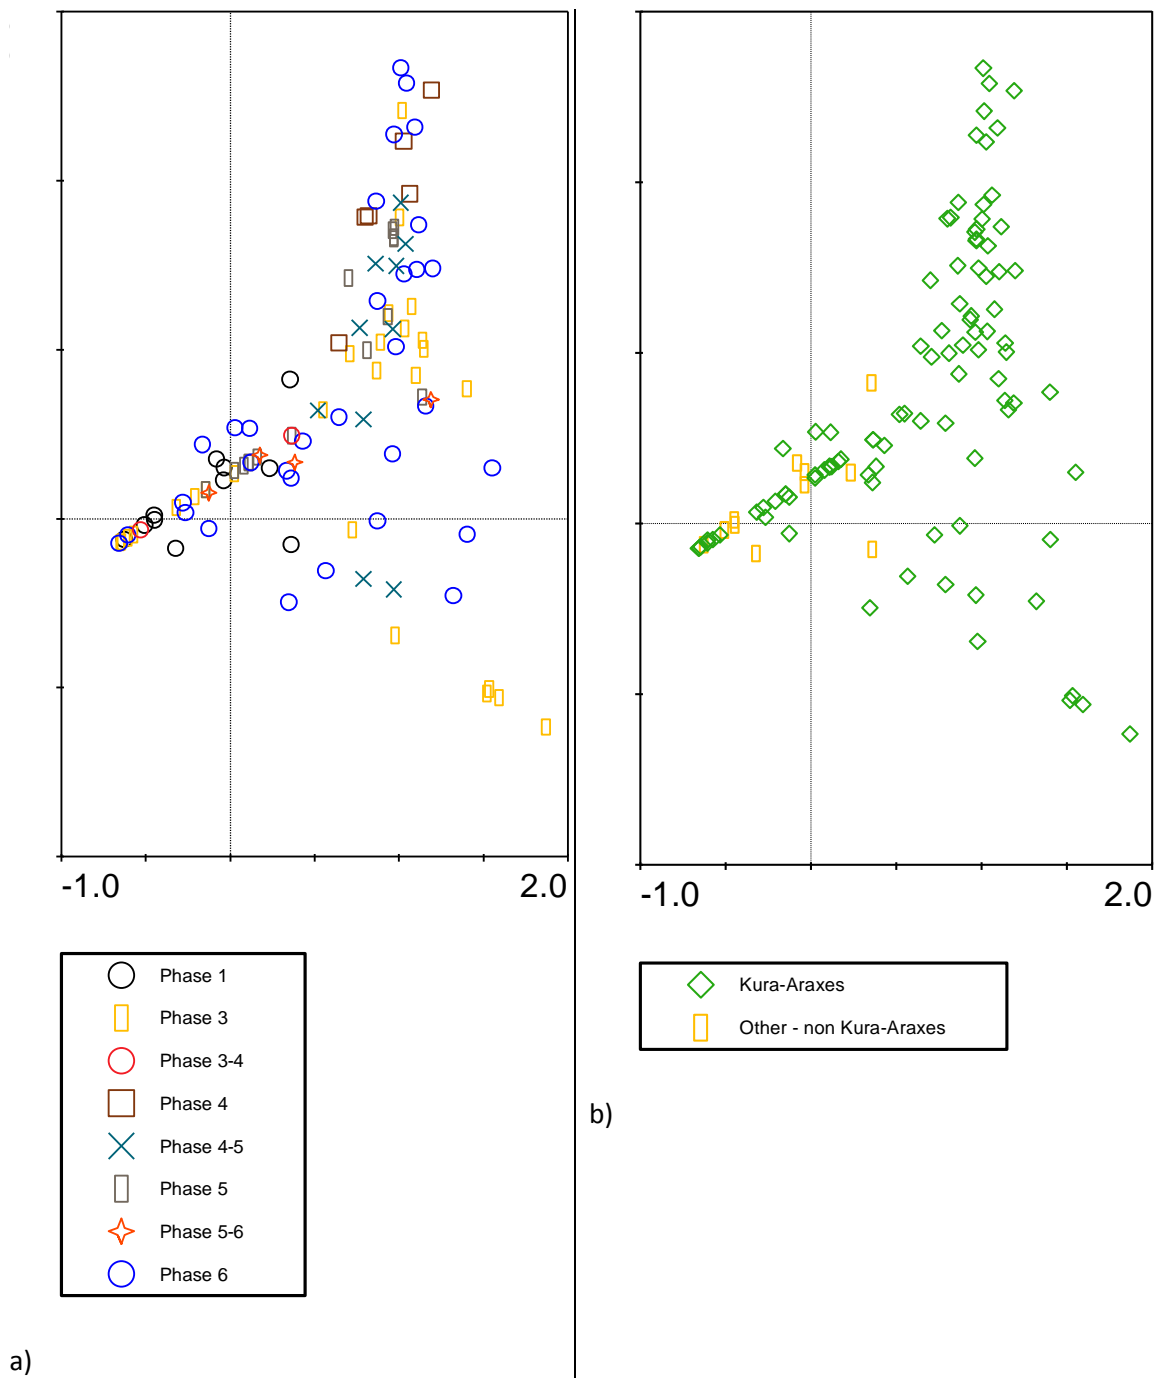 -1.0 2.0
Phase 1
Phase 3
Phase 3-4
Phase 4
Phase 4-5
Phase 5
Phase 5-6
Phase 6
a)
-1.0 2.0
Kura-Araxes
Other - non Kura-Araxes
b)